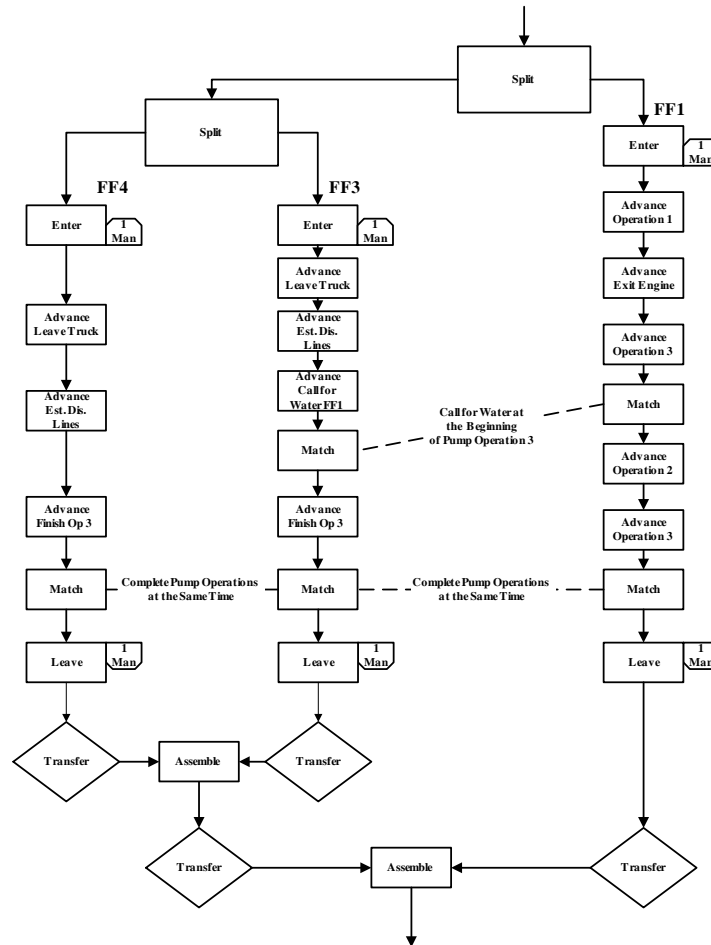 Split
Split
FF1
Enter
1
Man
FF4
FF3
Advance
Operation 1
Enter
1
Man
Enter
1
Man
Advance
Leave Truck
Advance
Exit Engine
Advance
Leave Truck
Advance
Est. Dis.
Lines
Advance
Operation 3
Advance
Est. Dis.
Lines
Advance
Call for
Water FF1
Match
Call for Water at
the Beginning
of Pump Operation 3
Match
Advance
Operation 2
Advance
Finish Op 3
Advance
Finish Op 3
Advance
Operation 3
Match
Complete Pump Operations
at the Same Time
Match
Complete Pump Operations
at the Same Time
Match
Leave
1
Man
Leave
1
Man
Leave
1
Man
Transfer
Assemble
Transfer
Transfer
Assemble
Transfer